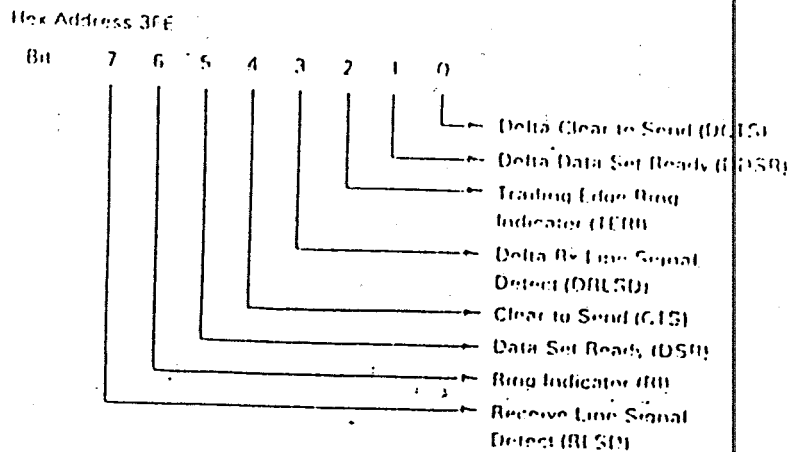 Hex Address 3FE
Bit 7 6 5 4 3 2 1 0
Delta Clear to Send (DCTS)
Delta Data Set Ready (DDSR)
Trailing Edge Ring
Indicator (TERI)
Delta Rx Line Signal
Detect (DRLSD)
Clear to Send (CTS)
Data Set Ready (DSR)
Ring Indicator (RI)
Receive Line Signal
Detect (RLSD)